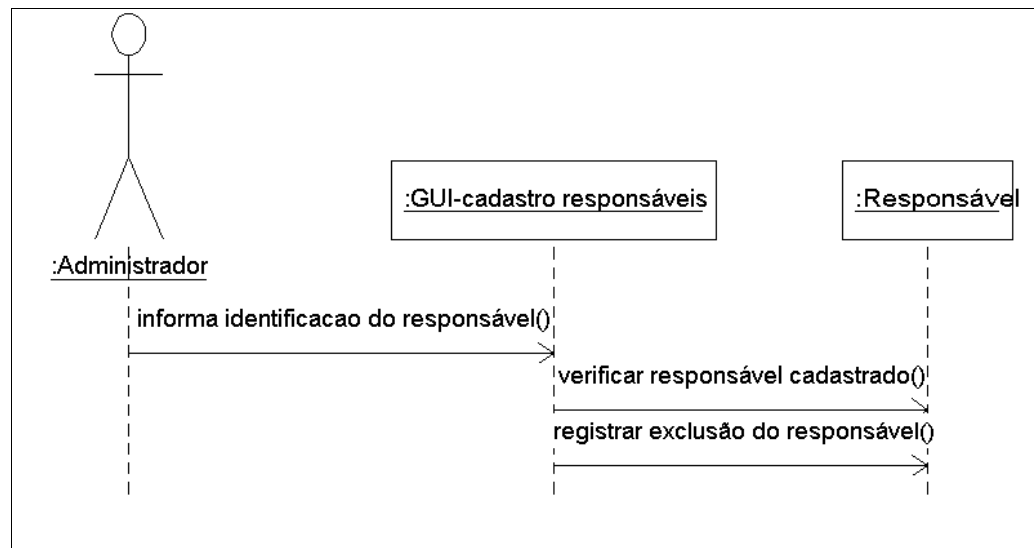 :GUI-cadastro responsáveis
:Responsável
:Administrador
informa identificacao do responsável()
verificar responsável cadastrado()
registrar exclusão do responsável()